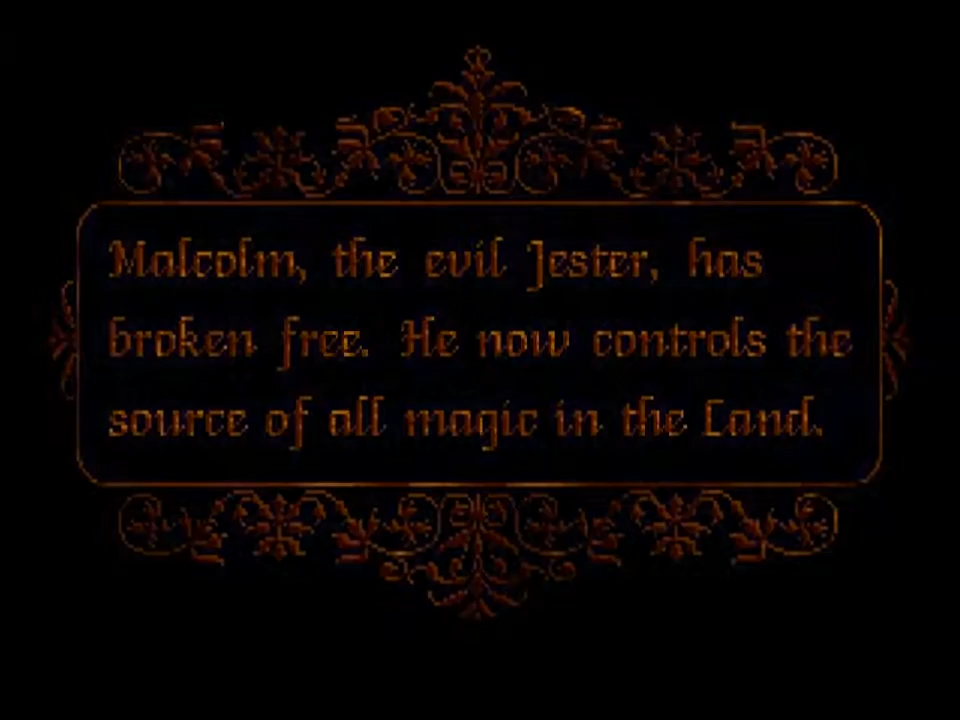 Malcolm, the evil Jester, has
broken free. He now controls the
source of all magic in the Land.